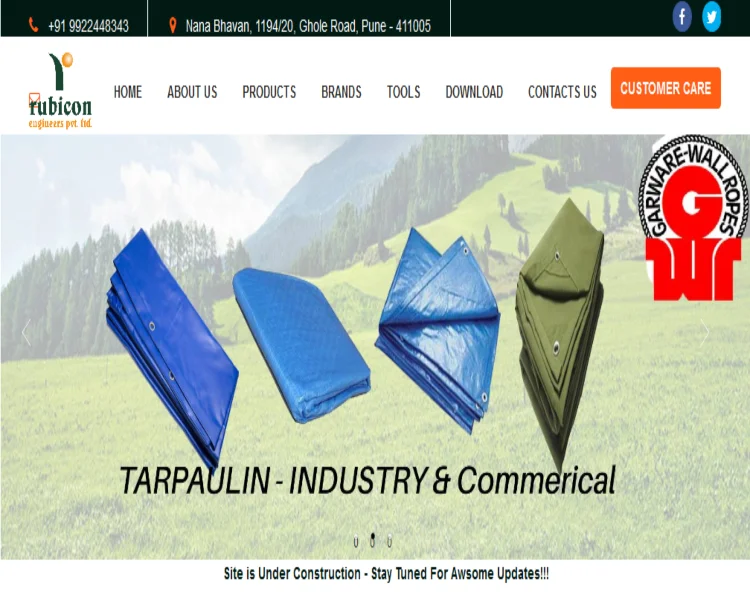 +91 9922448343
Nana Bhavan, 1194/20, Ghole Road, Pune - 411005
rubicon
engineers pvt. ltd.
HOME
ABOUT US
PRODUCTS
BRANDS
TOOLS
DOWNLOAD
CONTACTS US
CUSTOMER CARE
GARWARE-WALL ROPES
GWR
TARPAULIN - INDUSTRY & Commerical
Site is Under Construction - Stay Tuned For Awsome Updates!!!